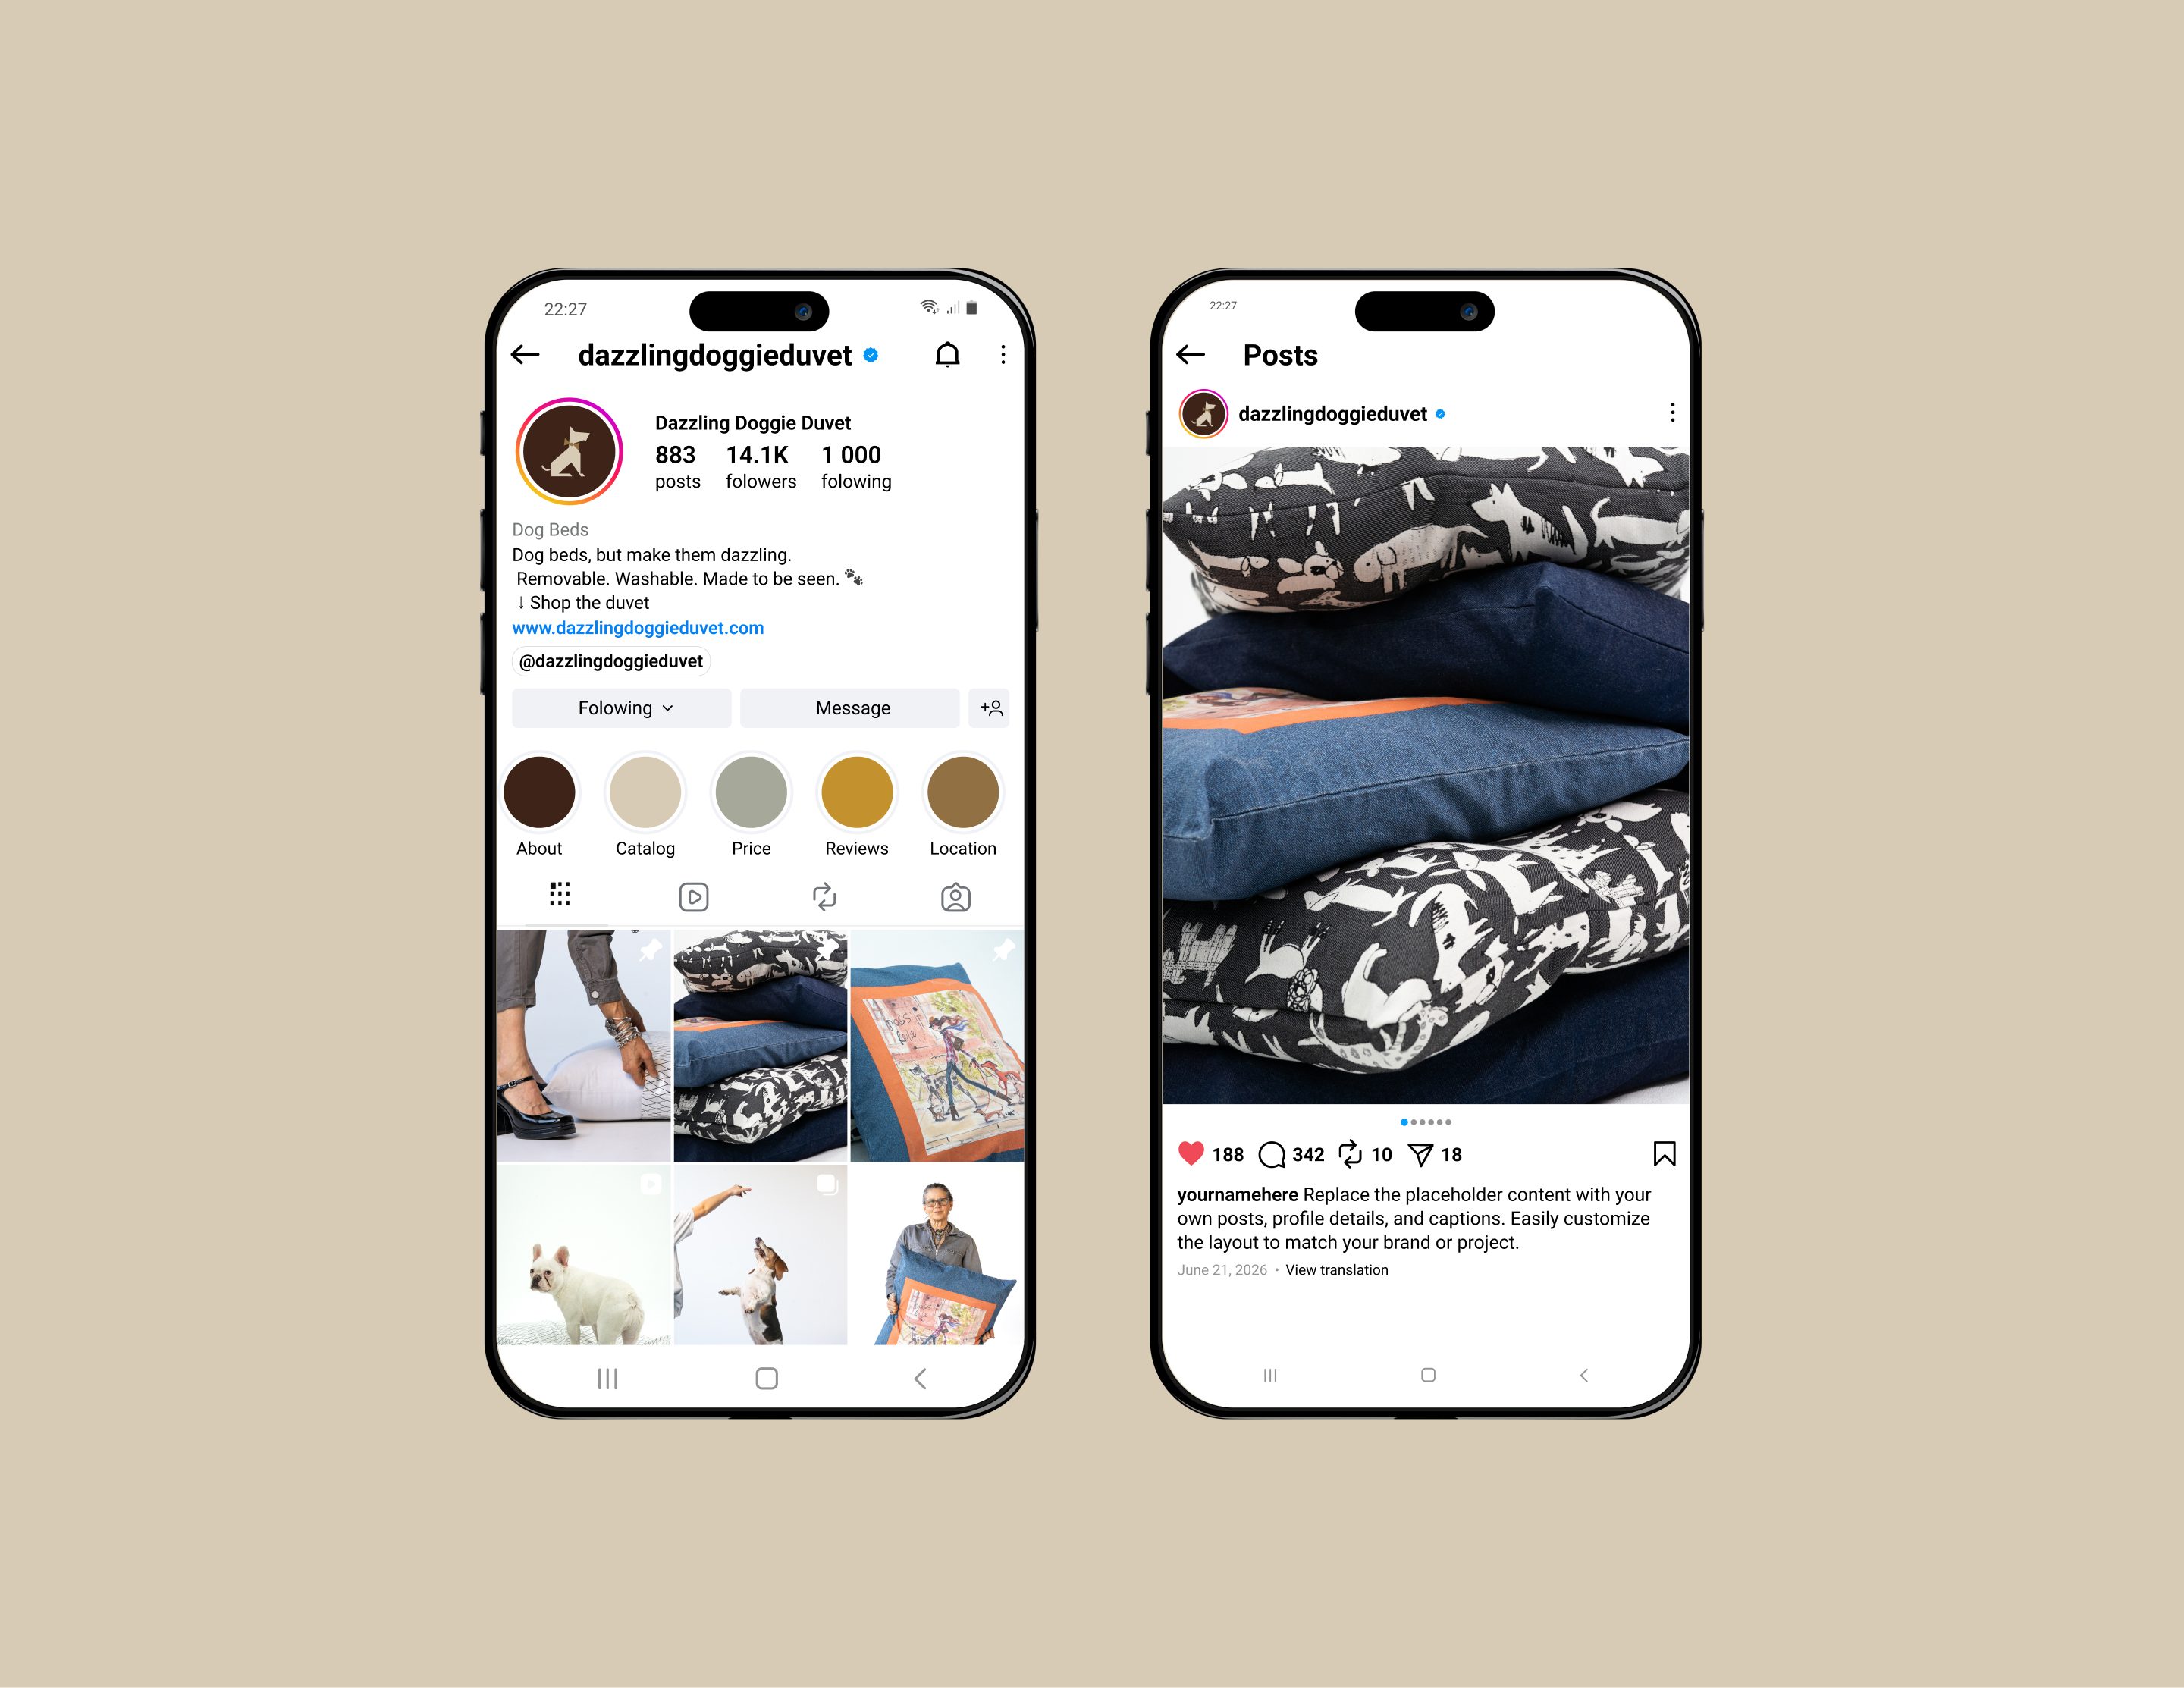 22:27
dazzlingdoggieduvet
Dazzling Doggie Duvet
883 14.1K 1 000
posts folowers folowing
Dog Beds
Dog beds, but make them dazzling.
Removable. Washable. Made to be seen. 🐾
↓ Shop the duvet
www.dazzlingdoggieduvet.com
@dazzlingdoggieduvet
Folowing Message
About Catalog Price Reviews Location
22:27
Posts
dazzlingdoggieduvet
188 342 10 18
yournamehere Replace the placeholder content with your
own posts, profile details, and captions. Easily customize
the layout to match your brand or project.
June 21, 2026 • View translation